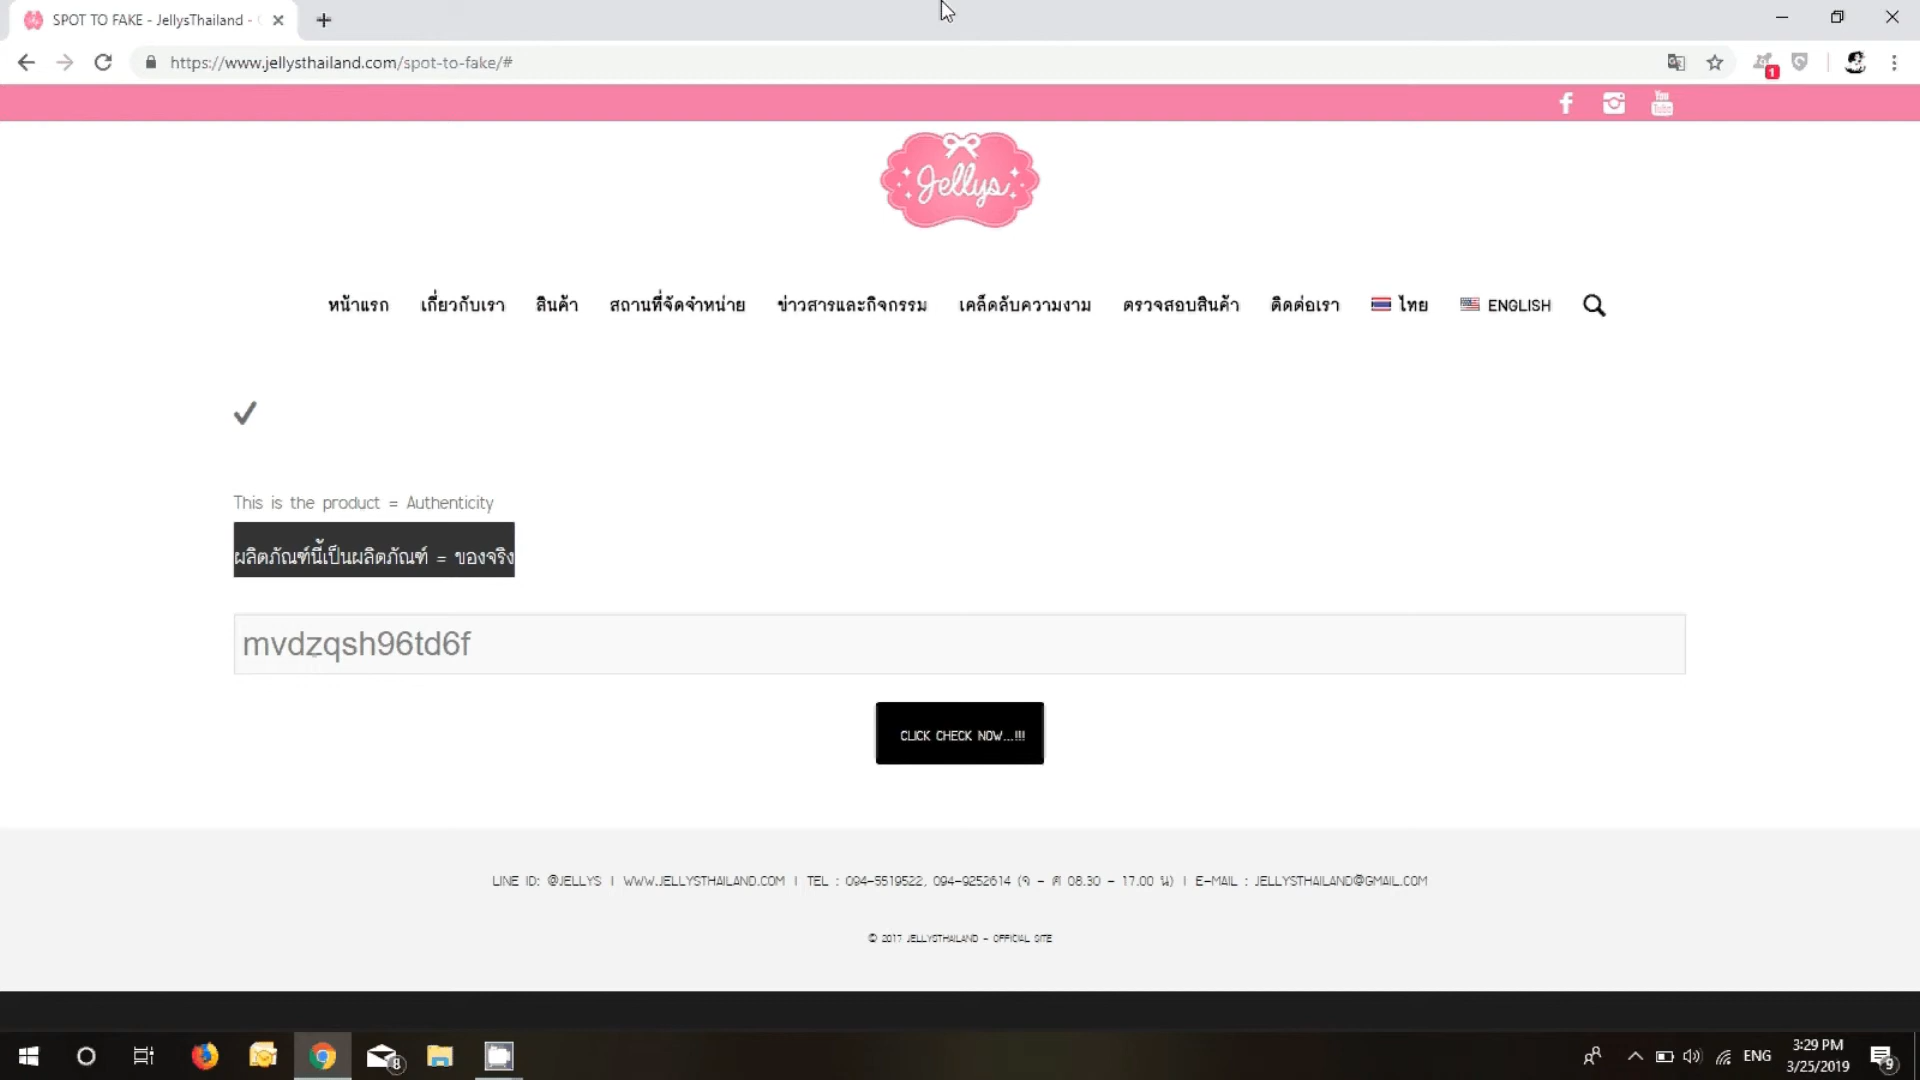 SPOT TO FAKE - JellysThailand -
https://www.jellysthailand.com/spot-to-fake/#
1
You
Tube
Jellys
หน้าแรก เกี่ยวกับเรา สินค้า สถานที่จัดจำหน่าย ข่าวสารและกิจกรรม เคล็ดลับความงาม ตรวจสอบสินค้า ติดต่อเรา ไทย ENGLISH
This is the product = Authenticity
ผลิตภัณฑ์นี้เป็นผลิตภัณฑ์ = ของจริง
mvdzqsh96td6f
CLICK CHECK NOW...!!!
LINE ID: @JELLYS | WWW.JELLYSTHAILAND.COM | TEL : 094-5519522, 094-9252614 (จ - ศ 08.30 - 17.00 น) | E-MAIL : JELLYSTHAILAND@GMAIL.COM
© 2017 JELLYSTHAILAND - OFFICIAL SITE
8
ENG
3:29 PM
3/25/2019
9